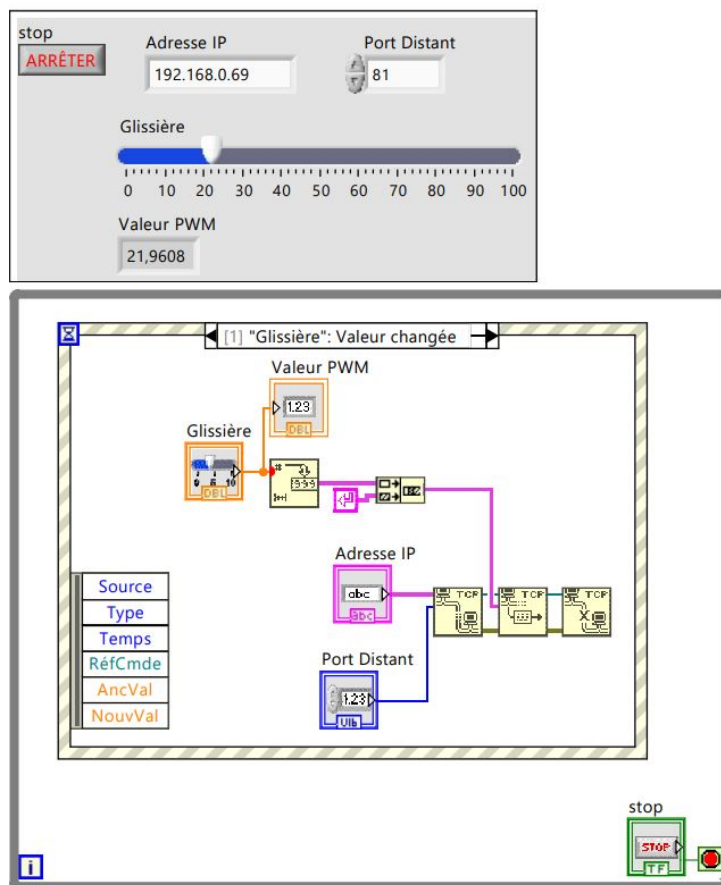 stop
ARRÊTER
Adresse IP
192.168.0.69
Port Distant
81
Glissière
0 10 20 30 40 50 60 70 80 90 100
Valeur PWM
21,9608
[1] "Glissière": Valeur changée
Valeur PWM
1.23
DBL
Glissière
0 5 10
DBL
Adresse IP
abc
abc
TCP TCP TCP
Port Distant
1.23
U16
Source
Type
Temps
RéfCmde
AncVal
NouvVal
stop
STOP
TF
i